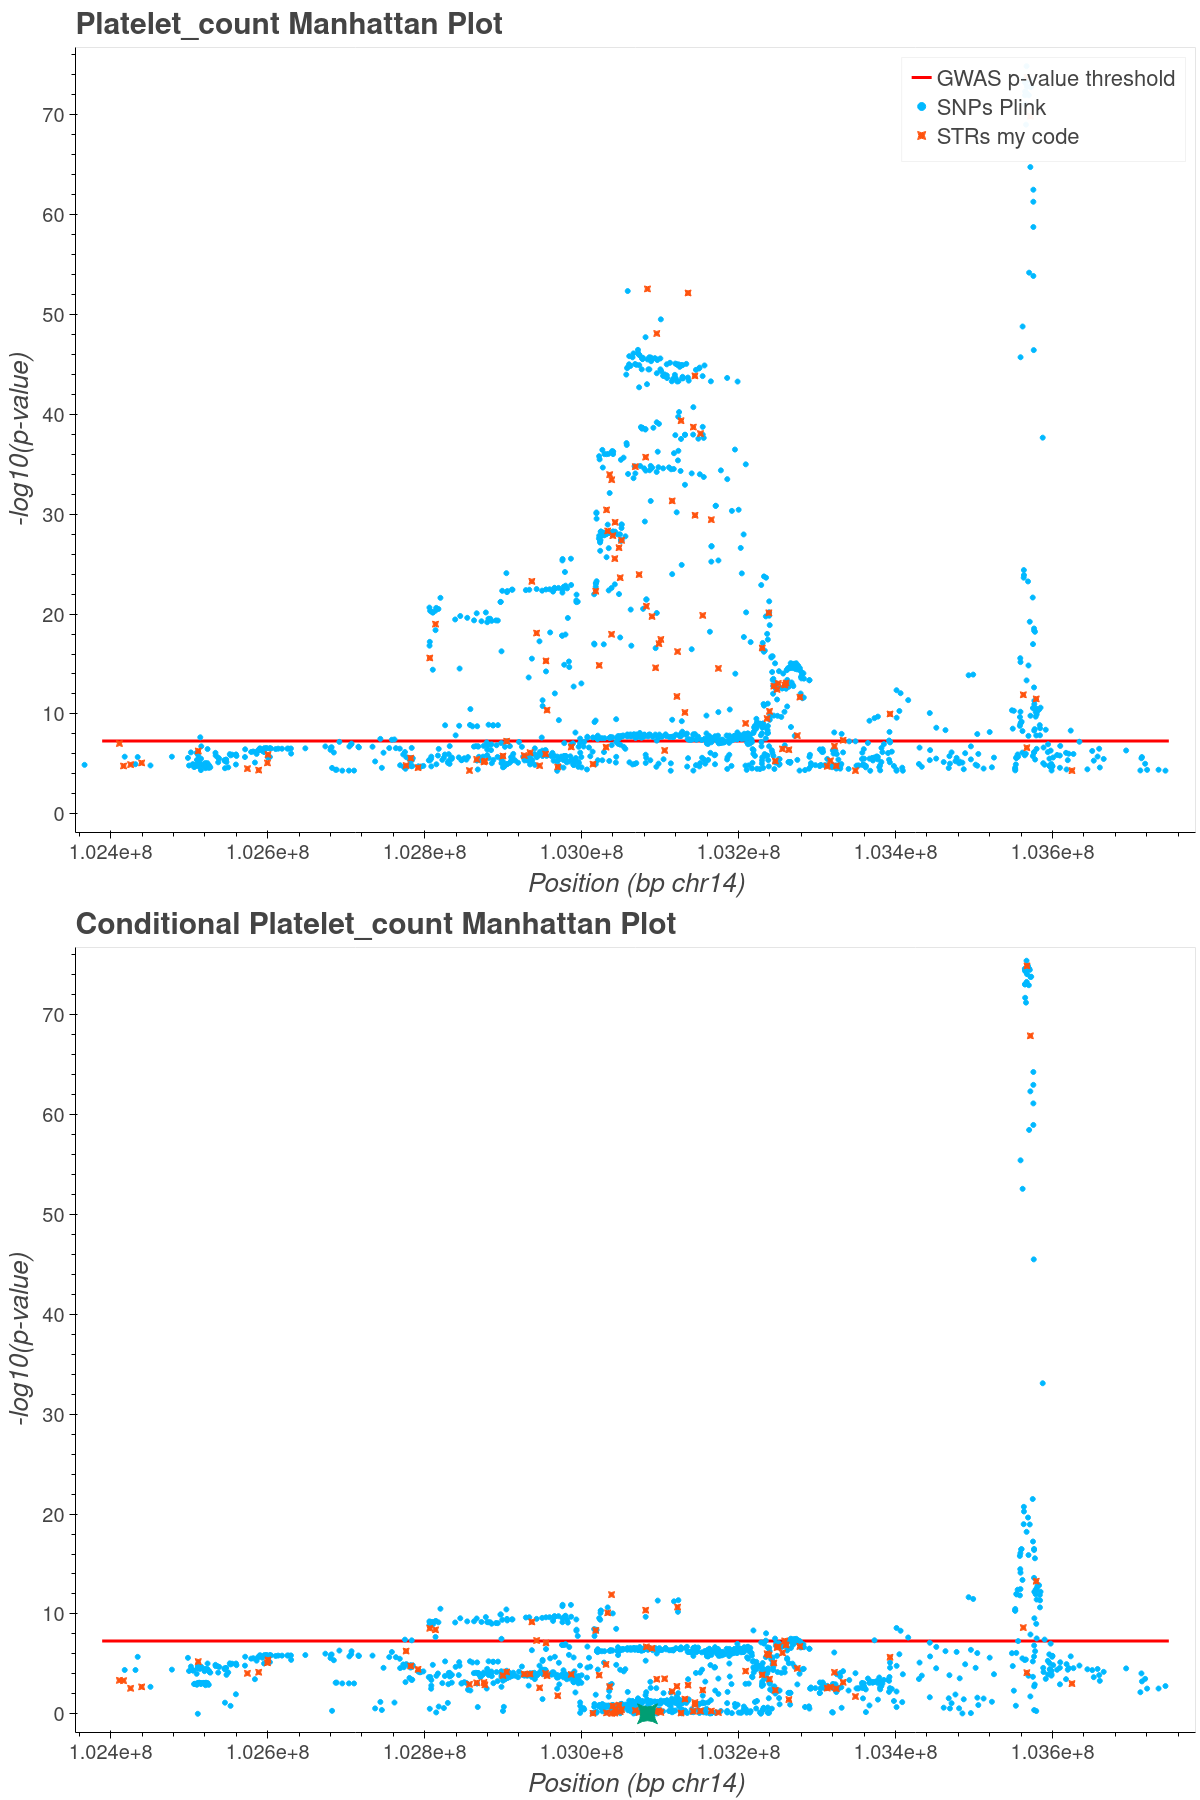 Platelet_count Manhattan Plot
GWAS p-value threshold
SNPs Plink
STRs my code
-log10(p-value)
70
60
50
40
30
20
10
0
1.024e+8 1.026e+8 1.028e+8 1.030e+8 1.032e+8 1.034e+8 1.036e+8
Position (bp chr14)
Conditional Platelet_count Manhattan Plot
-log10(p-value)
70
60
50
40
30
20
10
0
1.024e+8 1.026e+8 1.028e+8 1.030e+8 1.032e+8 1.034e+8 1.036e+8
Position (bp chr14)